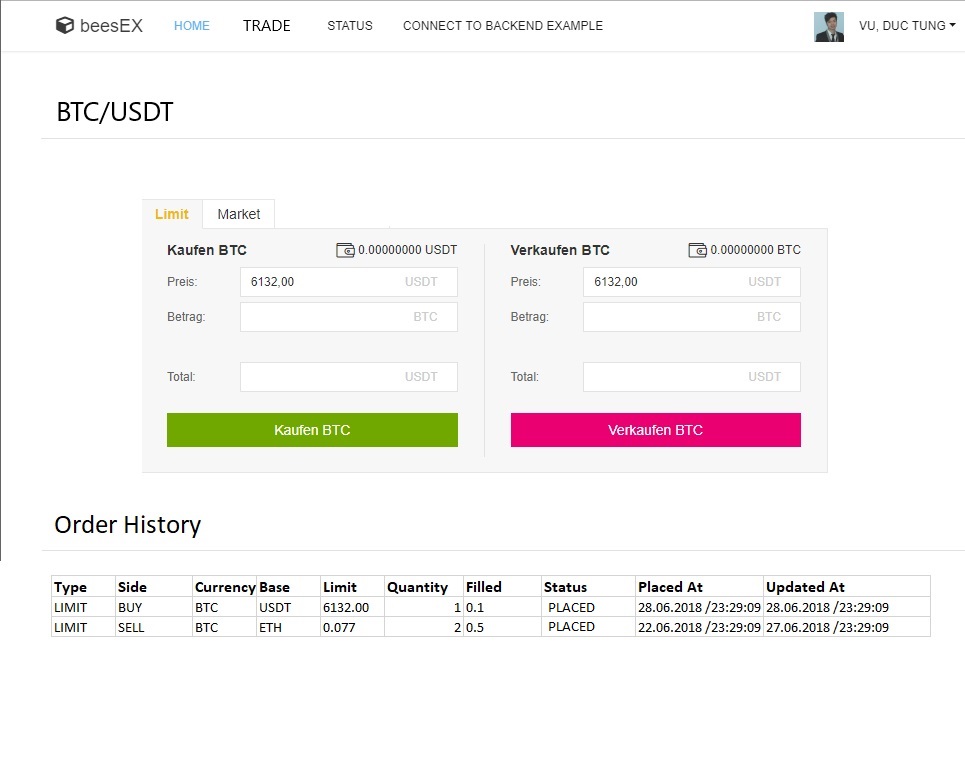 beesEX HOME TRADE STATUS CONNECT TO BACKEND EXAMPLE VU, DUC TUNG
BTC/USDT
Limit Market
Kaufen BTC 0.00000000 USDT Verkaufen BTC 0.00000000 BTC
Preis: 6132,00 USDT Preis: 6132,00 USDT
Betrag: BTC Betrag: BTC
Total: USDT Total: USDT
Kaufen BTC Verkaufen BTC
Order History
Type Side Currency Base Limit Quantity Filled Status Placed At Updated At
LIMIT BUY BTC USDT 6132.00 1 0.1 PLACED 28.06.2018 /23:29:09 28.06.2018 /23:29:09
LIMIT SELL BTC ETH 0.077 2 0.5 PLACED 22.06.2018 /23:29:09 27.06.2018 /23:29:09